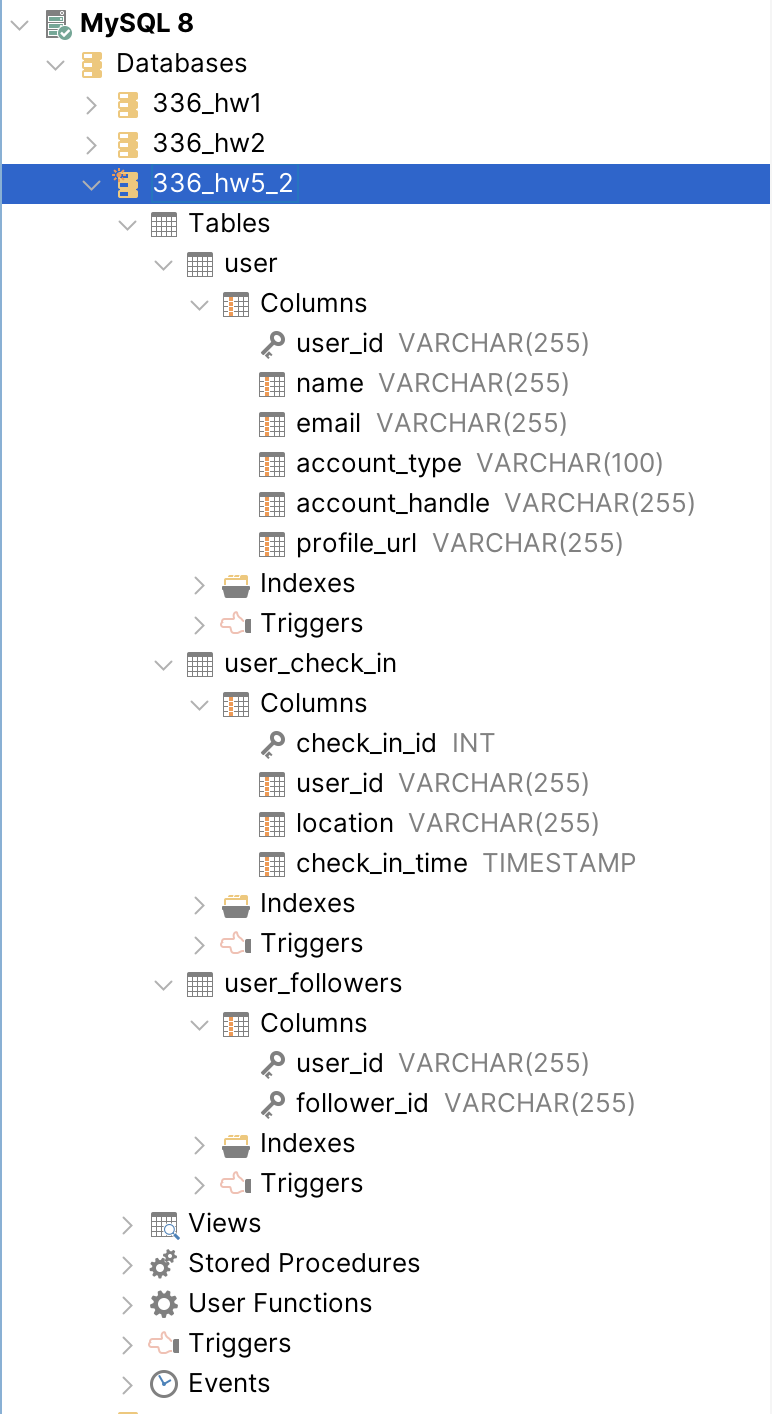 MySQL 8
Databases
336_hw1
336_hw2
336_hw5_2
Tables
user
Columns
user_id VARCHAR(255)
name VARCHAR(255)
email VARCHAR(255)
account_type VARCHAR(100)
account_handle VARCHAR(255)
profile_url VARCHAR(255)
Indexes
Triggers
user_check_in
Columns
check_in_id INT
user_id VARCHAR(255)
location VARCHAR(255)
check_in_time TIMESTAMP
Indexes
Triggers
user_followers
Columns
user_id VARCHAR(255)
follower_id VARCHAR(255)
Indexes
Triggers
Views
Stored Procedures
User Functions
Triggers
Events